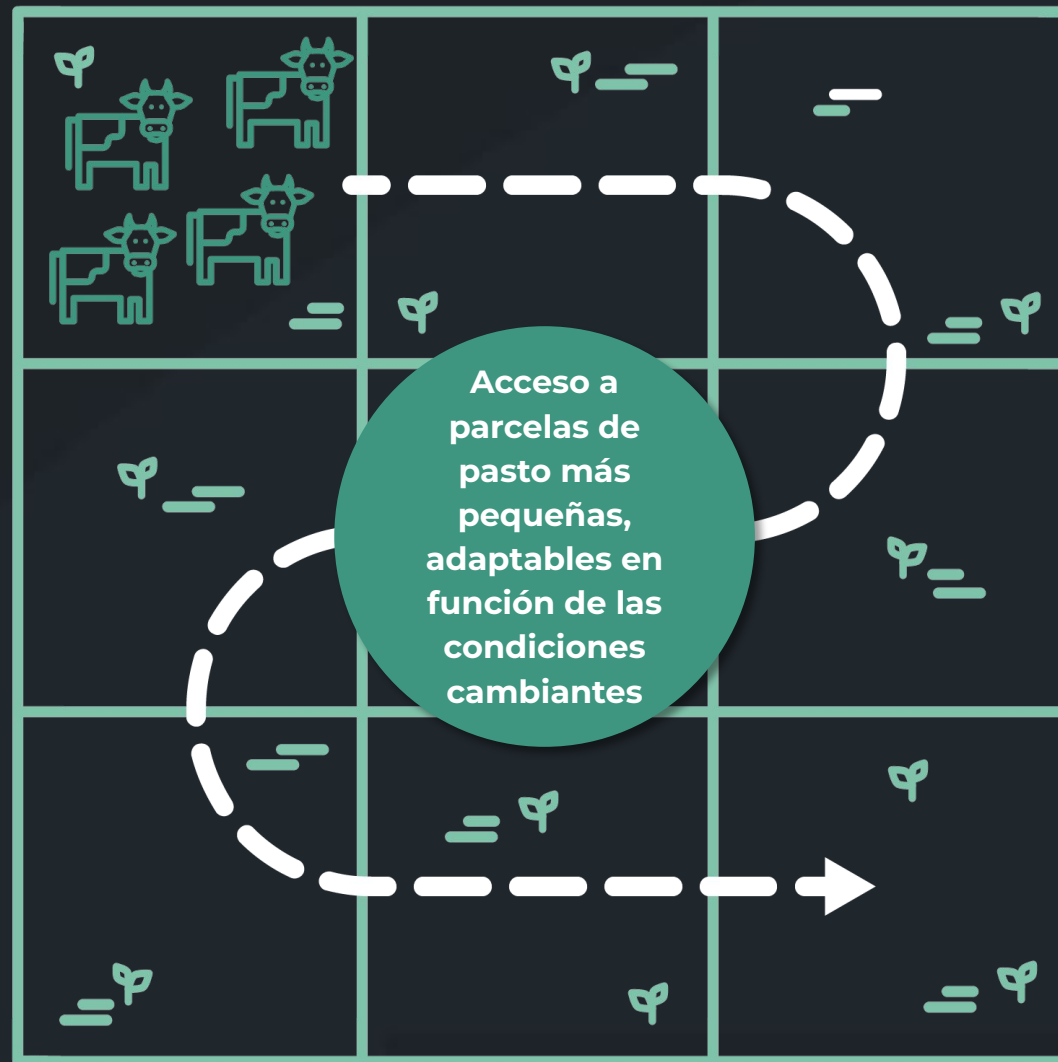 Acceso a
parcelas de
pasto más
pequeñas,
adaptables en
función de las
condiciones
cambiantes